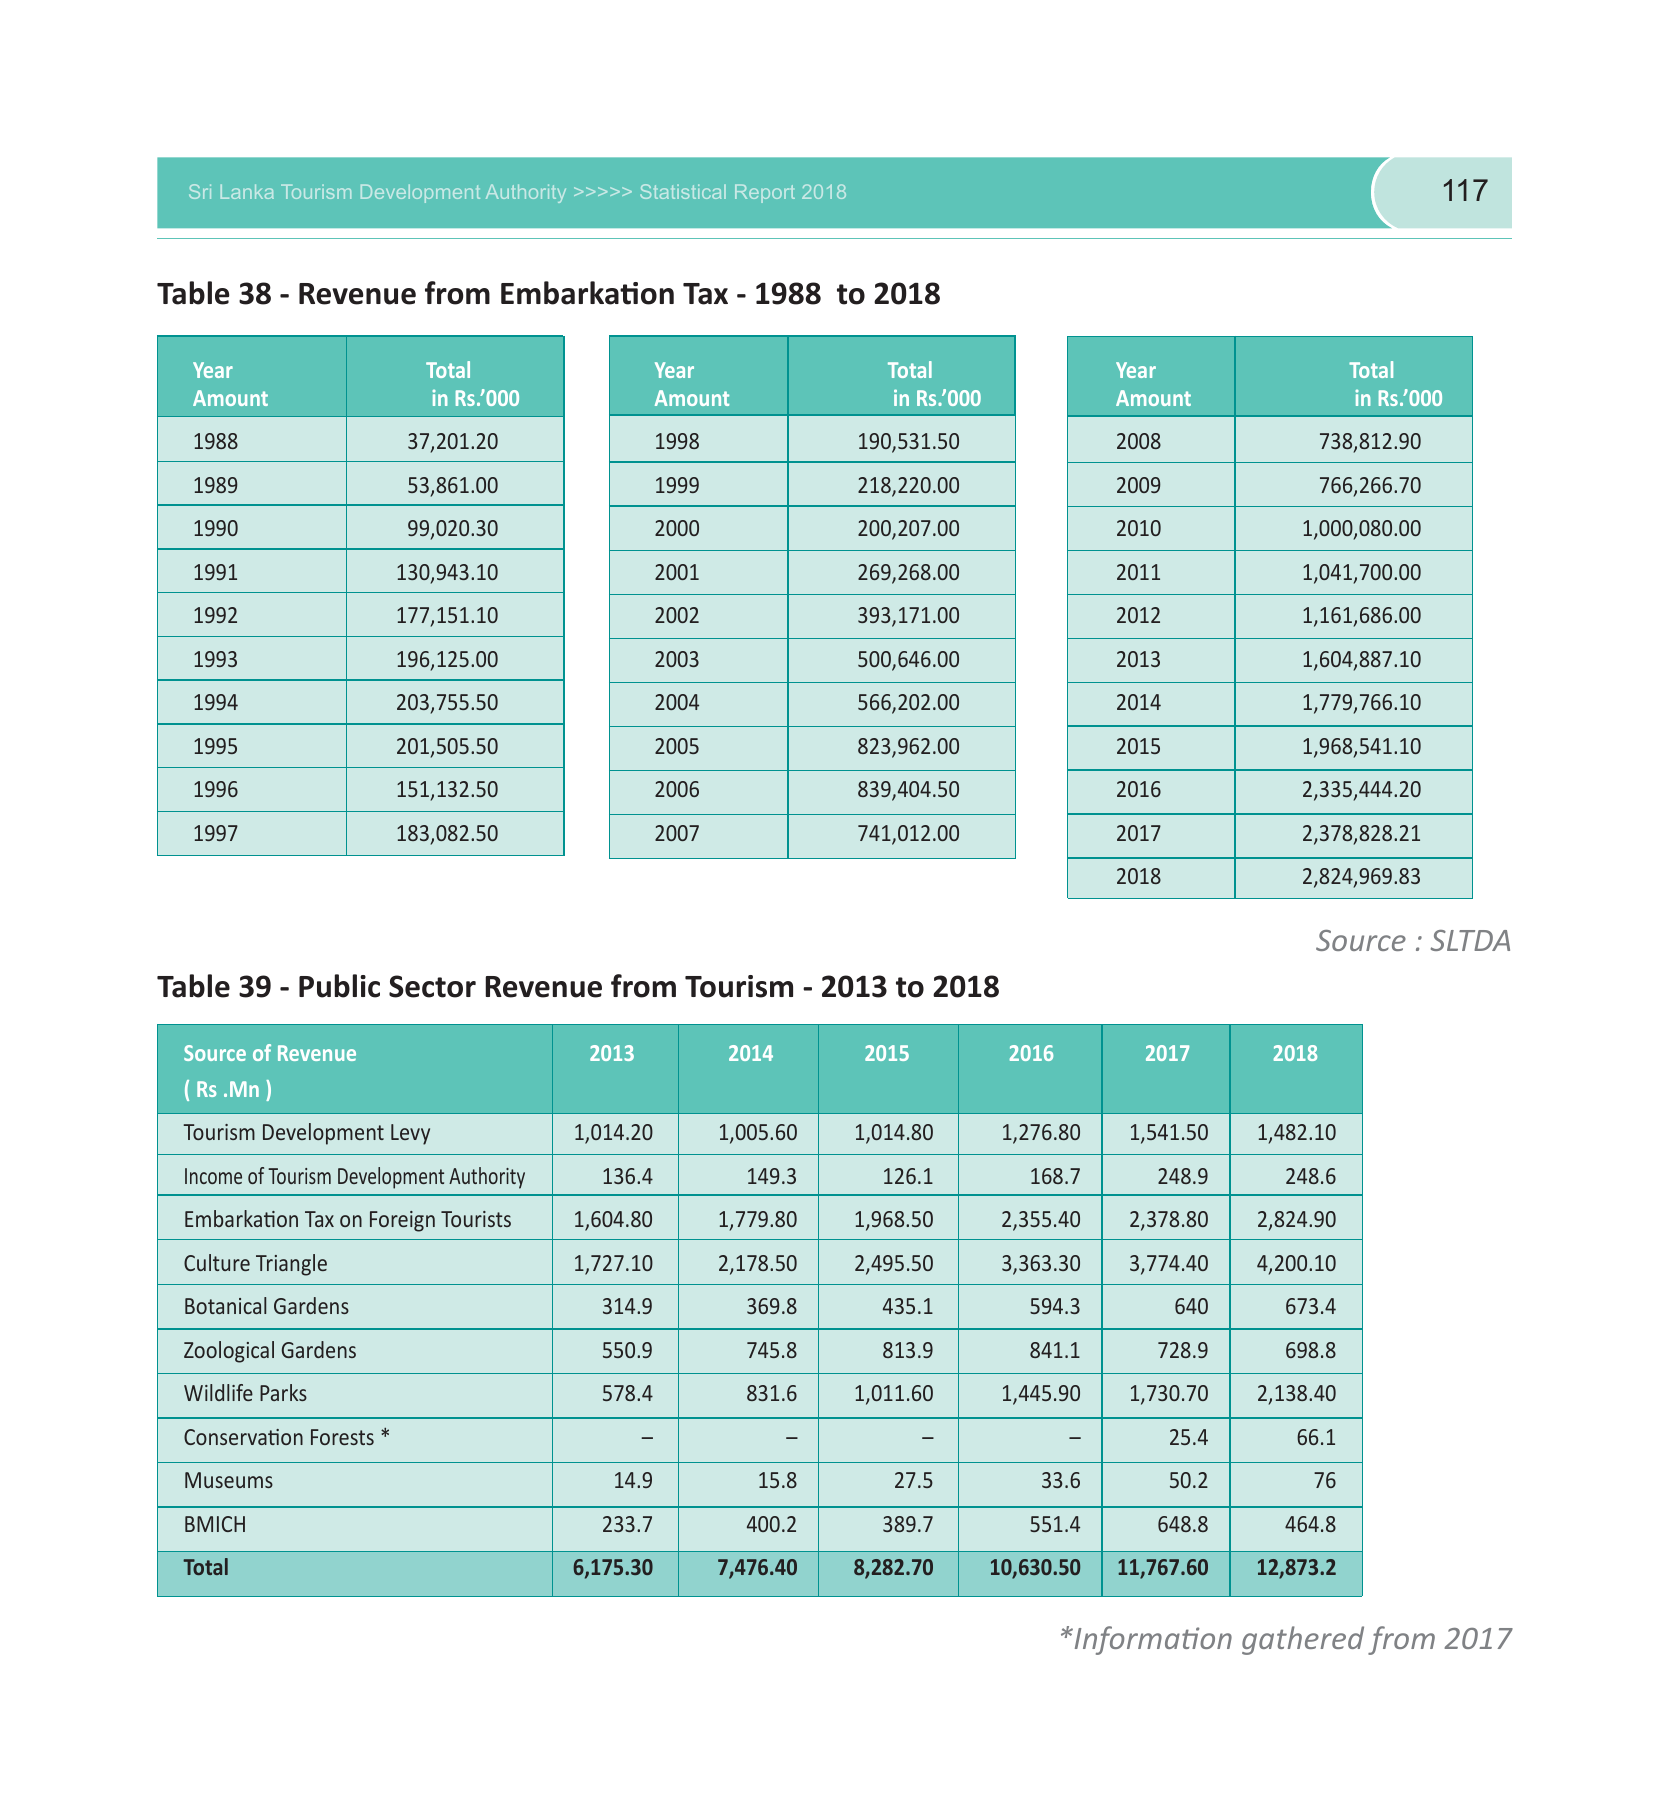 Sri Lanka Tourism Development Authority >>>>> Statistical Report 2018 117
Table 38 - Revenue from Embarkation Tax - 1988 to 2018
Year Total
Amount in Rs.’000
1988 37,201.20
1989 53,861.00
1990 99,020.30
1991 130,943.10
1992 177,151.10
1993 196,125.00
1994 203,755.50
1995 201,505.50
1996 151,132.50
1997 183,082.50
Year Total
Amount in Rs.’000
1998 190,531.50
1999 218,220.00
2000 200,207.00
2001 269,268.00
2002 393,171.00
2003 500,646.00
2004 566,202.00
2005 823,962.00
2006 839,404.50
2007 741,012.00
Year Total
Amount in Rs.’000
2008 738,812.90
2009 766,266.70
2010 1,000,080.00
2011 1,041,700.00
2012 1,161,686.00
2013 1,604,887.10
2014 1,779,766.10
2015 1,968,541.10
2016 2,335,444.20
2017 2,378,828.21
2018 2,824,969.83
Source : SLTDA
Table 39 - Public Sector Revenue from Tourism - 2013 to 2018
Source of Revenue 2013 2014 2015 2016 2017 2018
( Rs .Mn )
Tourism Development Levy 1,014.20 1,005.60 1,014.80 1,276.80 1,541.50 1,482.10
Income of Tourism Development Authority 136.4 149.3 126.1 168.7 248.9 248.6
Embarkation Tax on Foreign Tourists 1,604.80 1,779.80 1,968.50 2,355.40 2,378.80 2,824.90
Culture Triangle 1,727.10 2,178.50 2,495.50 3,363.30 3,774.40 4,200.10
Botanical Gardens 314.9 369.8 435.1 594.3 640 673.4
Zoological Gardens 550.9 745.8 813.9 841.1 728.9 698.8
Wildlife Parks 578.4 831.6 1,011.60 1,445.90 1,730.70 2,138.40
Conservation Forests * – – – – 25.4 66.1
Museums 14.9 15.8 27.5 33.6 50.2 76
BMICH 233.7 400.2 389.7 551.4 648.8 464.8
Total 6,175.30 7,476.40 8,282.70 10,630.50 11,767.60 12,873.2
*Information gathered from 2017